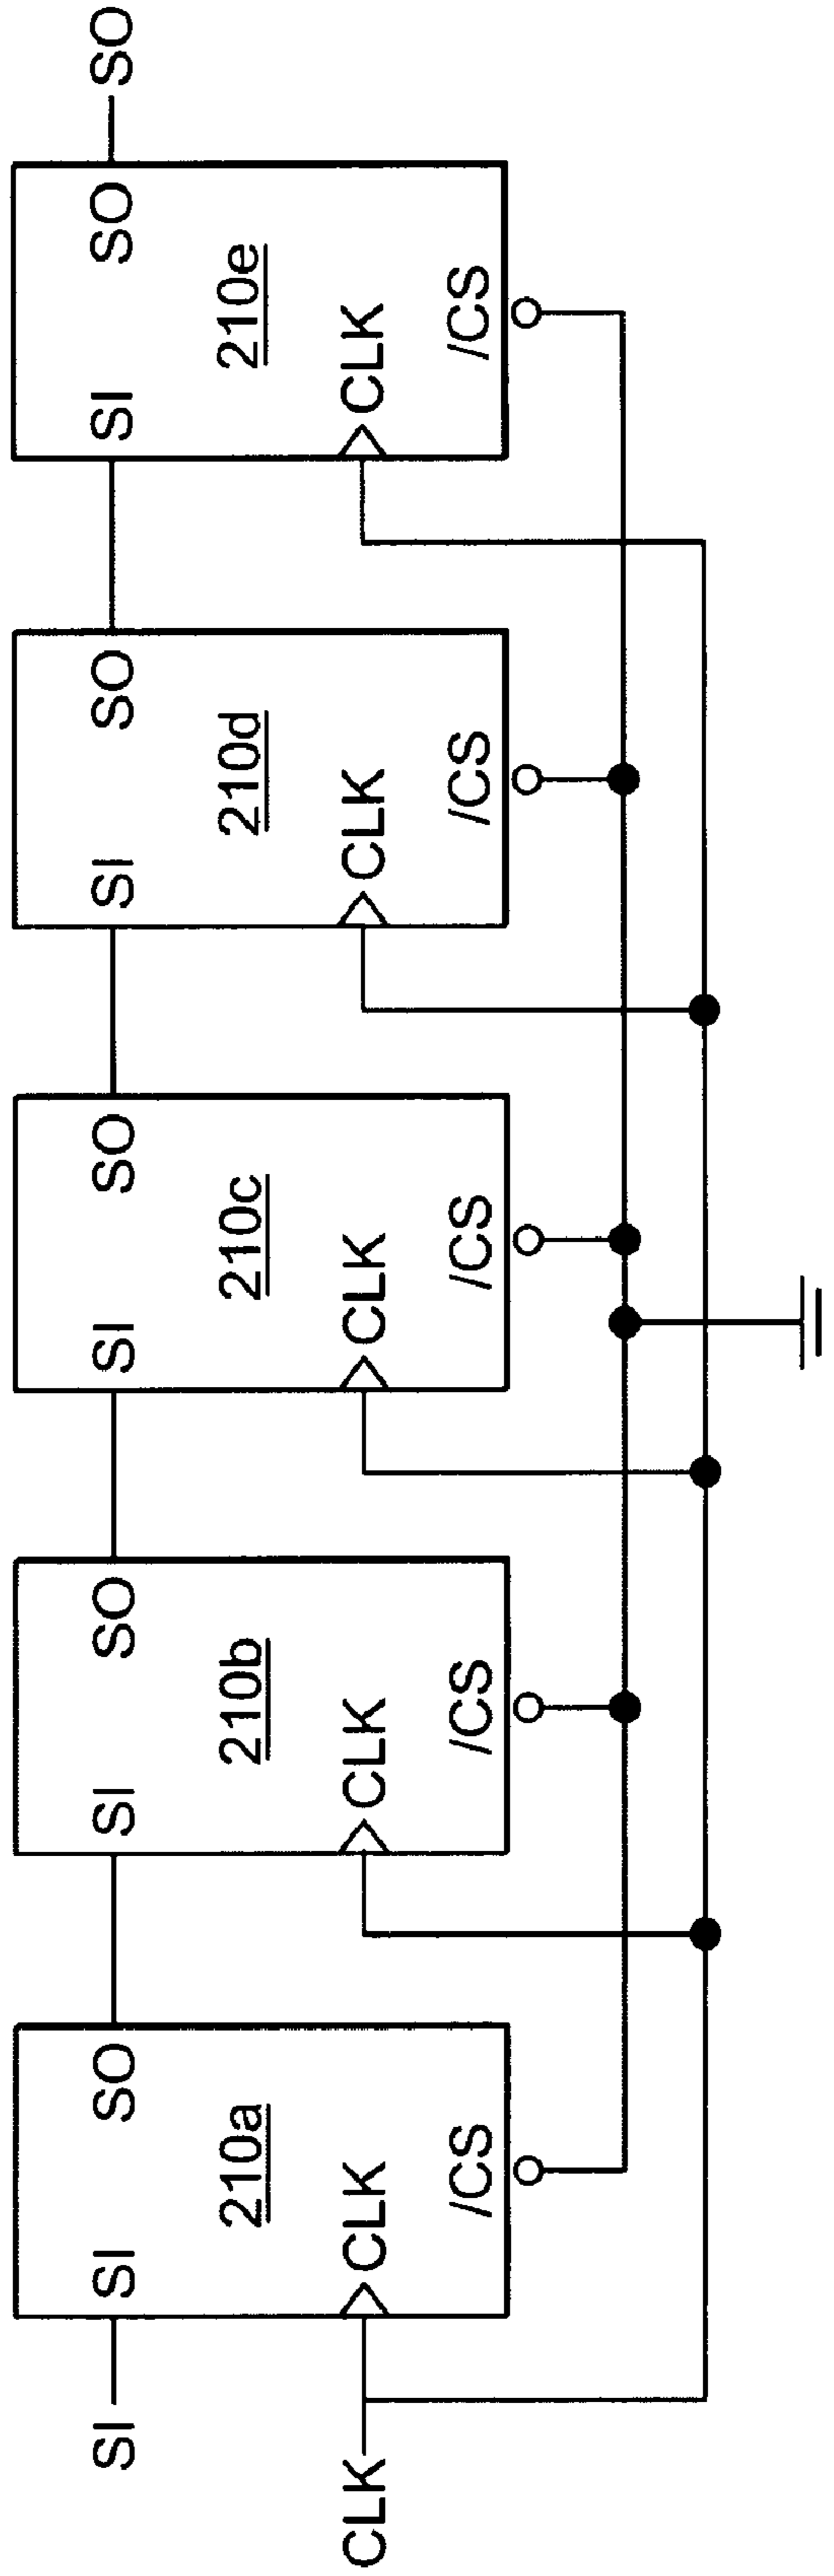 SI
SI
SO
210a
CLK
/CS
SI
SO
210b
CLK
/CS
SI
SO
210c
CLK
/CS
SI
SO
210d
CLK
/CS
SI
SO
210e
CLK
/CS
SO
CLK